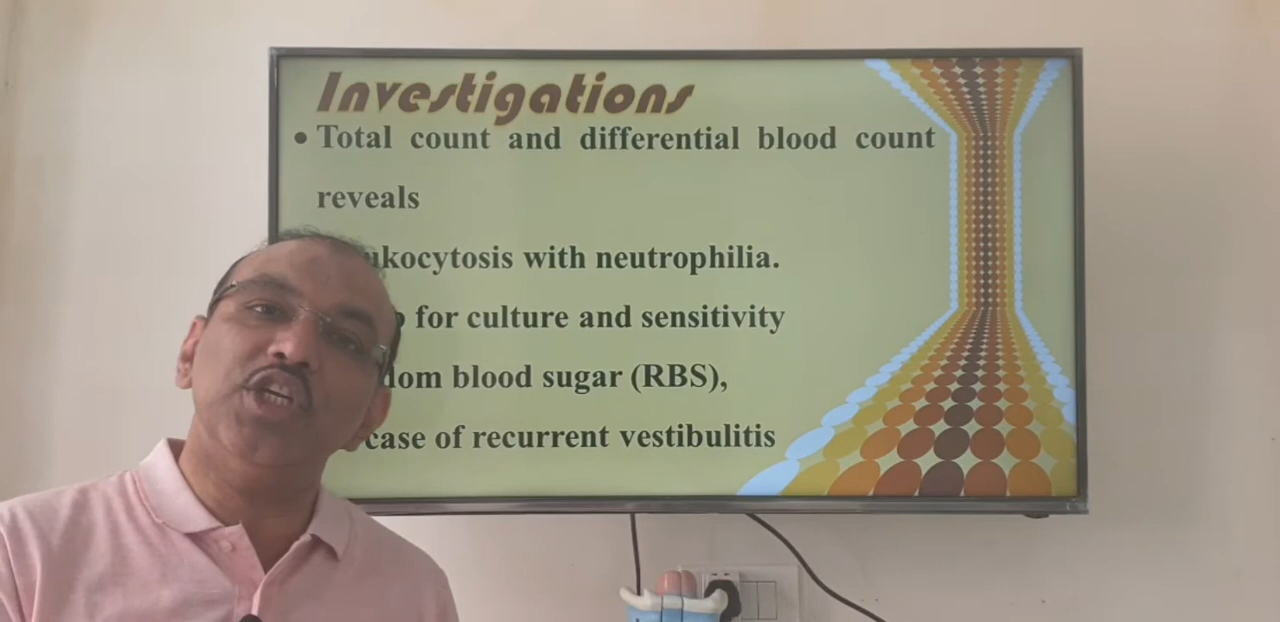 Investigations
• Total count and differential blood count
reveals
ukocytosis with neutrophilia.
for culture and sensitivity
dom blood sugar (RBS),
case of recurrent vestibulitis